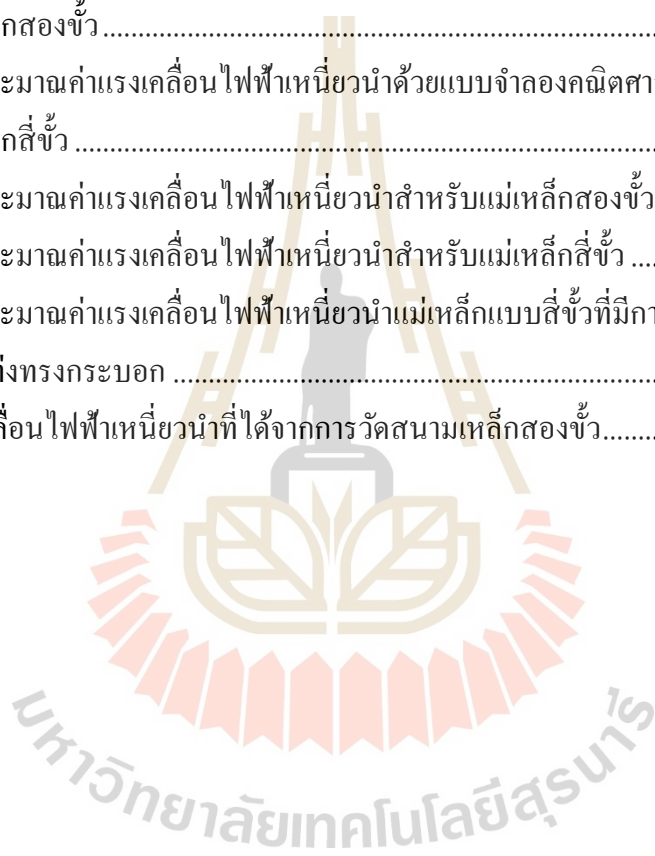 กสองขั้ว
ะมาณค่าแรงเคลื่อนไฟฟ้าเหนี่ยวนำด้วยแบบจำลองคณิตศา
กสี่ขั้ว
ะมาณค่าแรงเคลื่อนไฟฟ้าเหนี่ยวนำสำหรับแม่เหล็กสองขั้ว
ะมาณค่าแรงเคลื่อนไฟฟ้าเหนี่ยวนำสำหรับแม่เหล็กสี่ขั้ว
ะมาณค่าแรงเคลื่อนไฟฟ้าเหนี่ยวนำแม่เหล็กแบบสี่ขั้วที่มีกา
่งทรงกระบอก
ลื่อนไฟฟ้าเหนี่ยวนำที่ได้จากการวัดสนามเหล็กสองขั้ว
มหาวิทยาลัยเทคโนโลยีสุรนารี